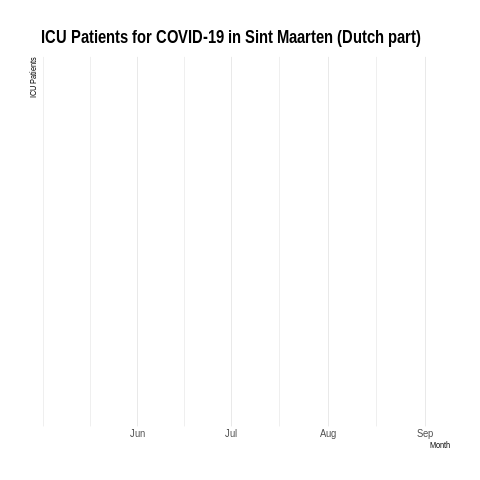 ICU Patients for COVID-19 in Sint Maarten (Dutch part)
ICU Patients
Jun Jul Aug Sep
Month